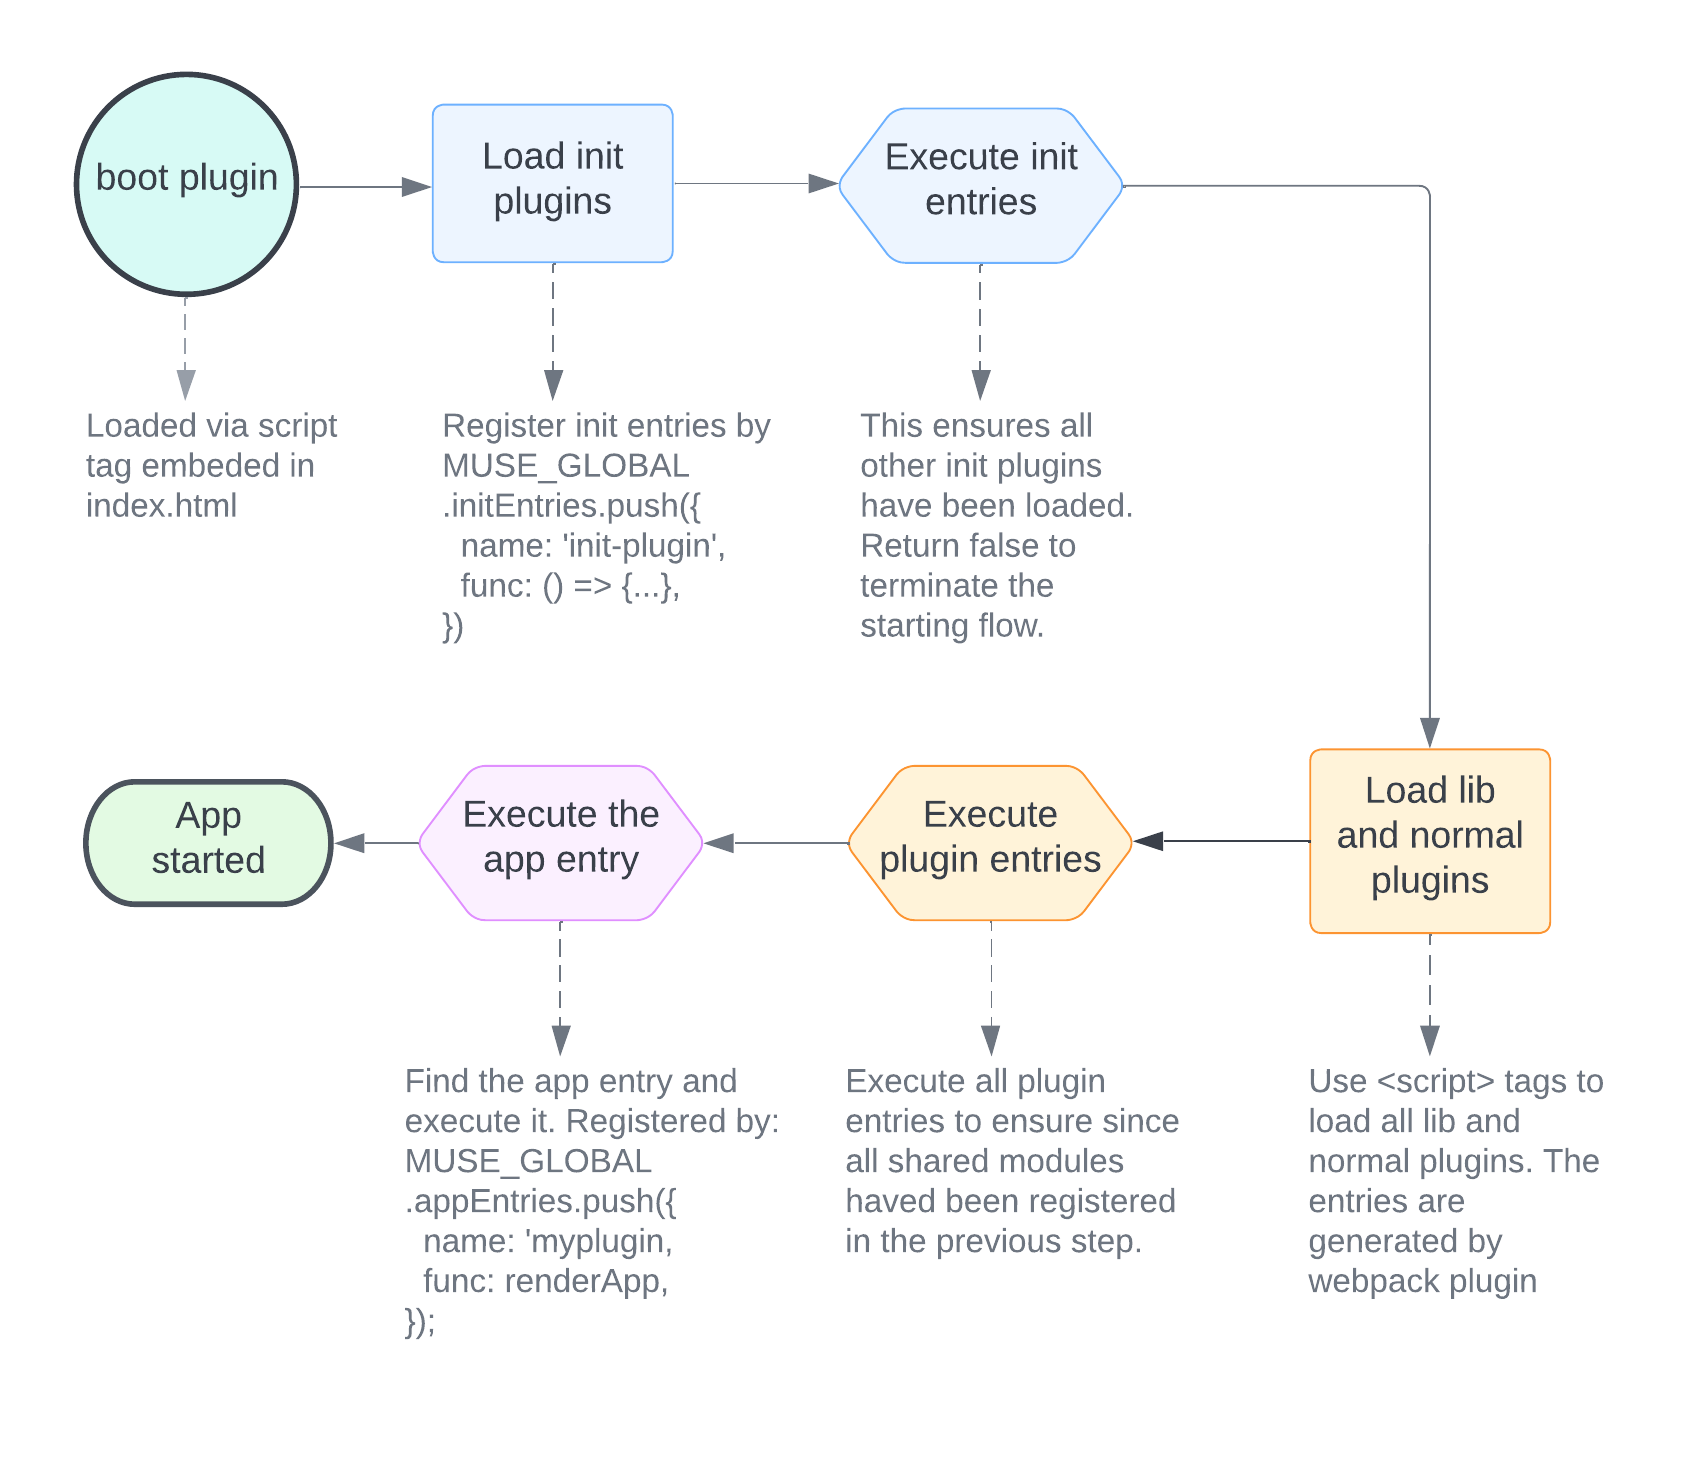 boot plugin
Load init
plugins
Execute init
entries
Loaded via script
tag embeded in
index.html
Register init entries by
MUSE_GLOBAL
.initEntries.push({
  name: 'init-plugin',
  func: () => {...},
})
This ensures all
other init plugins
have been loaded.
Return false to
terminate the
starting flow.
App
started
Execute the
app entry
Execute
plugin entries
Load lib
and normal
plugins
Find the app entry and
execute it. Registered by:
MUSE_GLOBAL
.appEntries.push({
  name: 'myplugin,
  func: renderApp,
});
Execute all plugin
entries to ensure since
all shared modules
haved been registered
in the previous step.
Use <script> tags to
load all lib and
normal plugins. The
entries are
generated by
webpack plugin